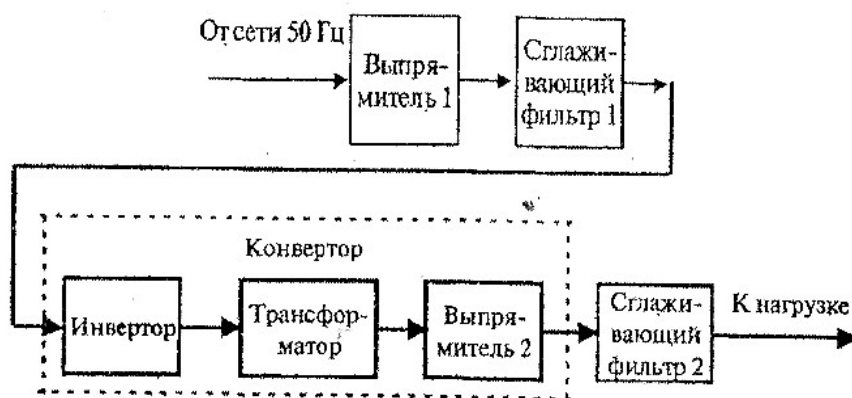 От сети 50 Гц
Выпря-
митель 1
Сглажи-
вающий
фильтр 1
Конвертор
Инвертор
Трансфор-
матор
Выпря-
митель 2
Сглажи-
вающий
фильтр 2
К нагрузке